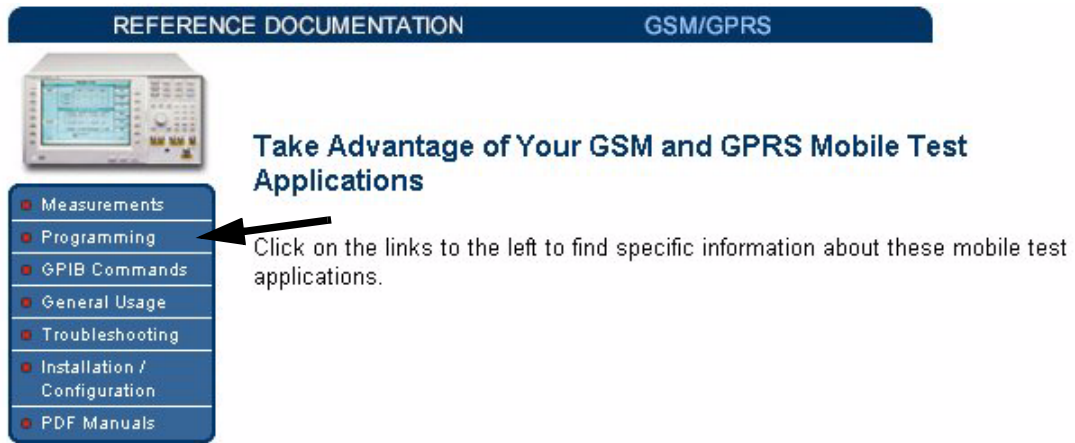 REFERENCE DOCUMENTATION GSM/GPRS
Take Advantage of Your GSM and GPRS Mobile Test
Applications
Click on the links to the left to find specific information about these mobile test
applications.
Measurements
Programming
GPIB Commands
General Usage
Troubleshooting
Installation /
Configuration
PDF Manuals